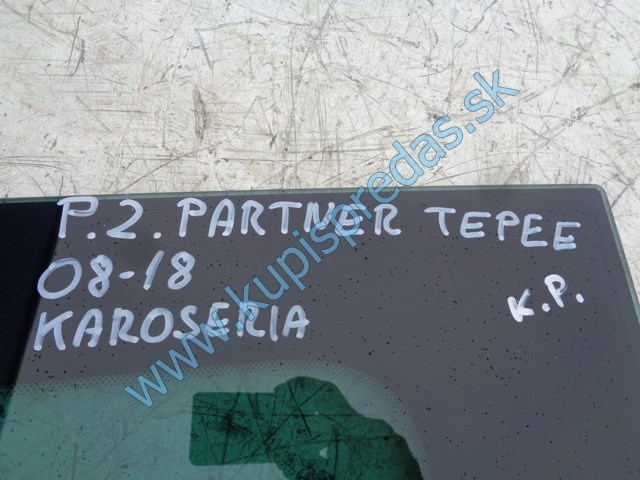 P.2. PARTNER TEPEE
08-18
KAROSERIA
K.P.
www.kupispredas.sk